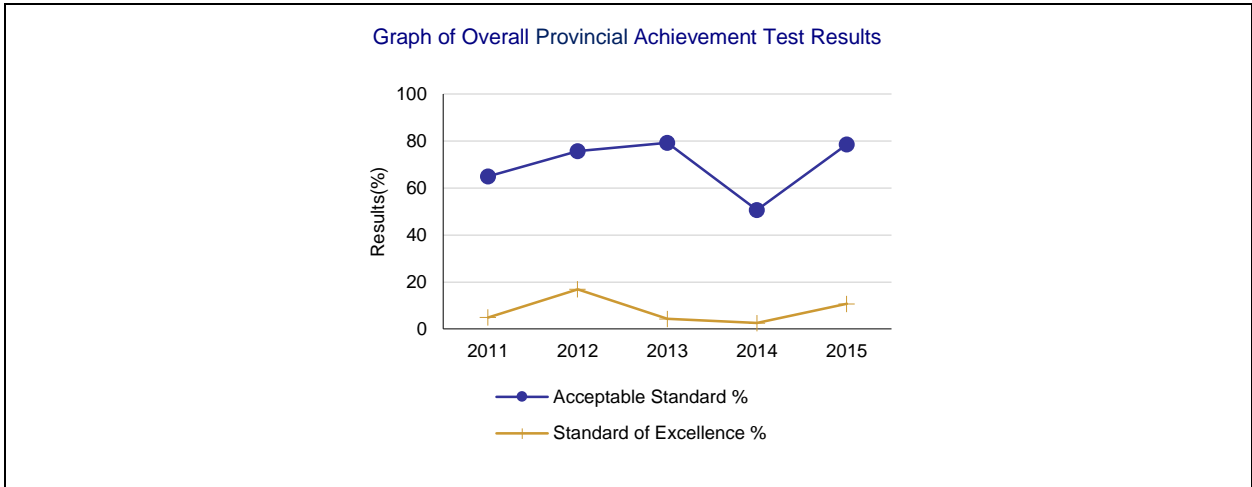 Graph of Overall Provincial Achievement Test Results
100
80
60
40
20
0
Results(%)
2011 2012 2013 2014 2015
Acceptable Standard %
Standard of Excellence %